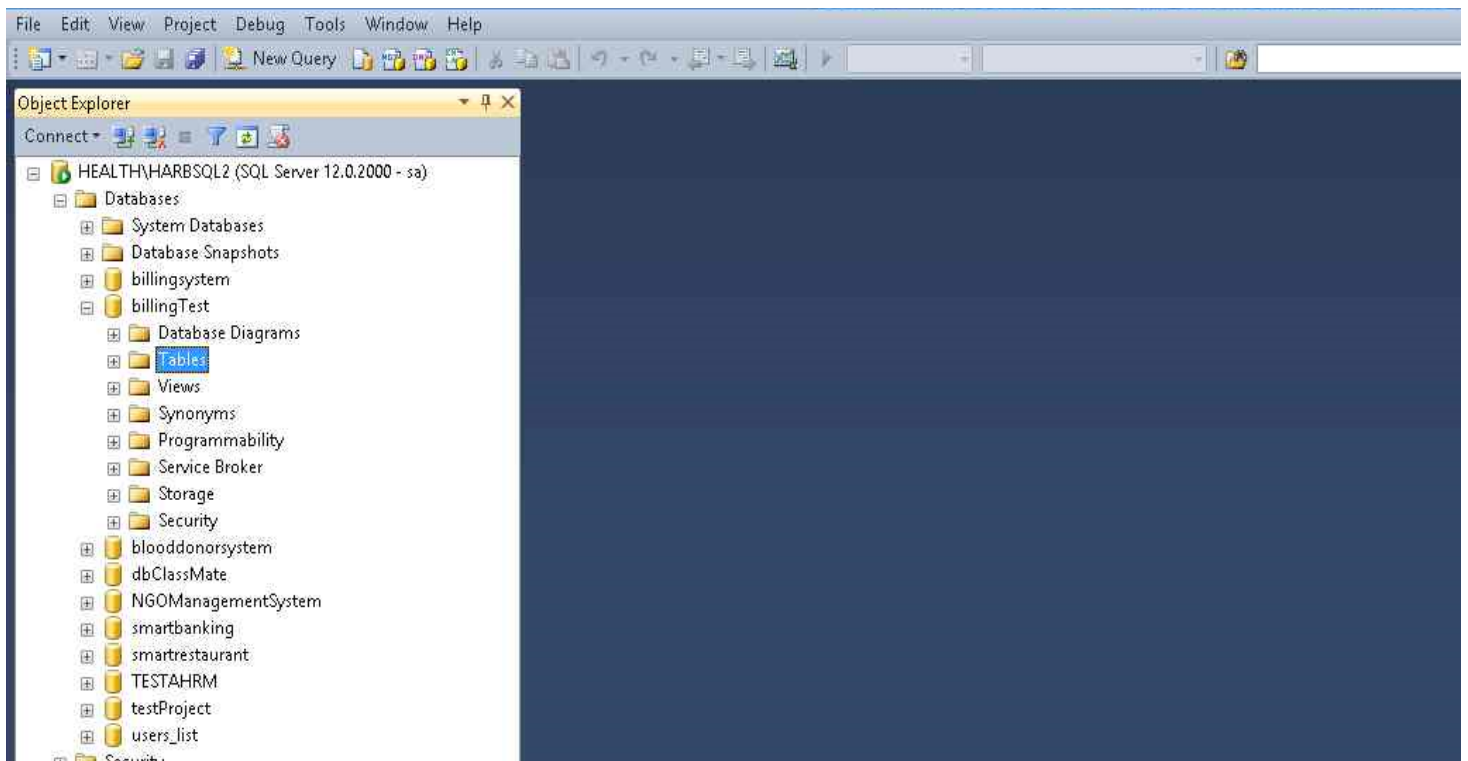 File Edit View Project Debug Tools Window Help
New Query
Object Explorer
Connect
HEALTH\HARBSQL2 (SQL Server 12.0.2000 - sa)
Databases
System Databases
Database Snapshots
billingsystem
billingTest
Database Diagrams
Tables
Views
Synonyms
Programmability
Service Broker
Storage
Security
blooddonorsystem
dbClassMate
NGOManagementSystem
smartbanking
smartrestaurant
TESTAHRM
testProject
users_list
Security